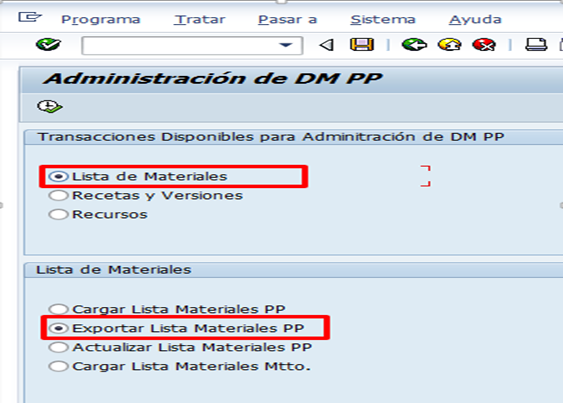 Programa Tratar Pasar a Sistema Ayuda
Administración de DM PP
Transacciones Disponibles para Adminitración de DM PP
Lista de Materiales
Recetas y Versiones
Recursos
Lista de Materiales
Cargar Lista Materiales PP
Exportar Lista Materiales PP
Actualizar Lista Materiales PP
Cargar Lista Materiales Mtto.